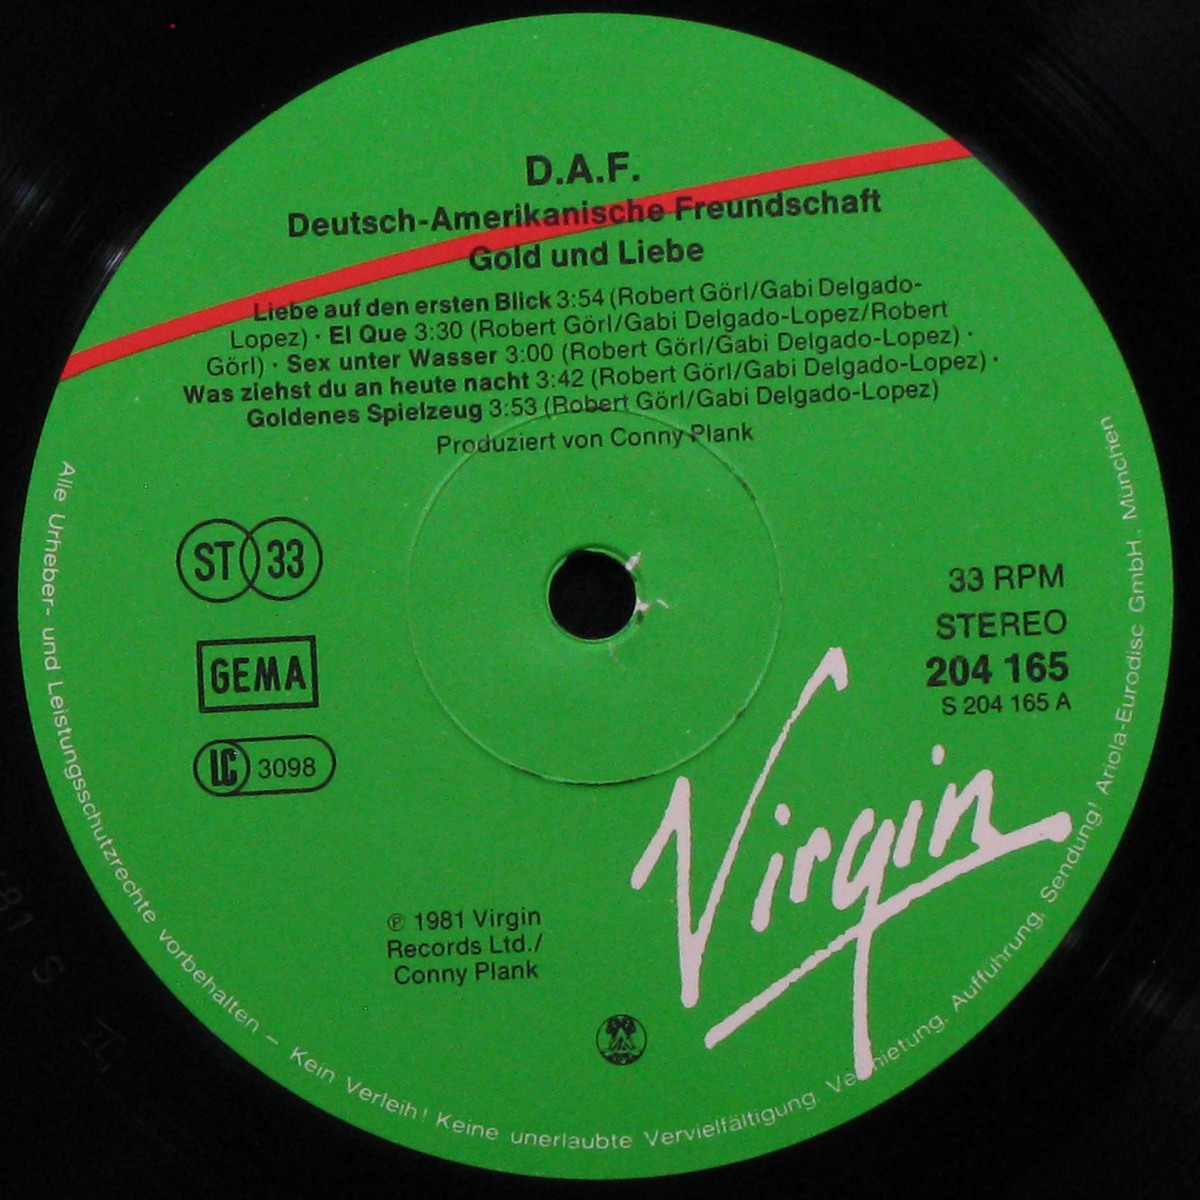 D.A.F.
Deutsch-Amerikanische Freundschaft
Gold und Liebe
Liebe auf den ersten Blick 3:54 (Robert Görl/Gabi Delgado-
Lopez) · El Que 3:30 (Robert Görl/Gabi Delgado-Lopez/Robert
Görl) · Sex unter Wasser 3:00 (Robert Görl/Gabi Delgado-Lopez) ·
Was ziehst du an heute nacht 3:42 (Robert Görl/Gabi Delgado-Lopez) ·
Goldenes Spielzeug 3:53 (Robert Görl/Gabi Delgado-Lopez)
Produziert von Conny Plank
ST 33
GEMA
LC 3098
33 RPM
STEREO
204 165
S 204 165 A
Virgin
℗ 1981 Virgin
Records Ltd./
Conny Plank
Alle Urheber- und Leistungsschutzrechte vorbehalten – Kein Verleih! Keine unerlaubte Vervielfältigung, Vermietung, Aufführung, Sendung! Ariola-Eurodisc GmbH., München